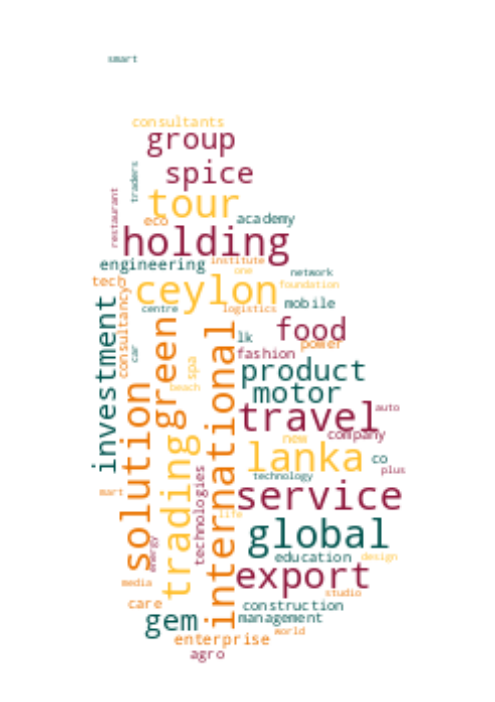 smart
consultants
group
traders
spice
restaurant
tour
eco
academy
holding
engineering
institute
one
network
tech
ceylon
foundation
consultancy
centre
logistics
mobile
investment
green
international
lk
food
car
spa
fashion
power
beach
product
solution
motor
travel
auto
trading
new
company
lanka
co
technologies
technology
plus
mart
service
life
global
energy
education
design
media
export
studio
care
construction
gem
management
enterprise
world
agro